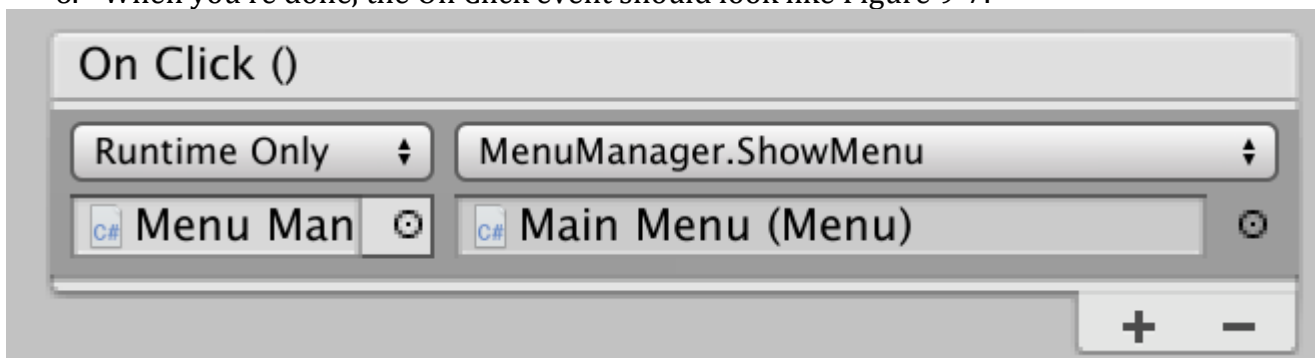 6. When you're done, the On Click event should look like Figure 9-7.
On Click ()
Runtime Only MenuManager.ShowMenu
C# Menu Man C# Main Menu (Menu)
+ −